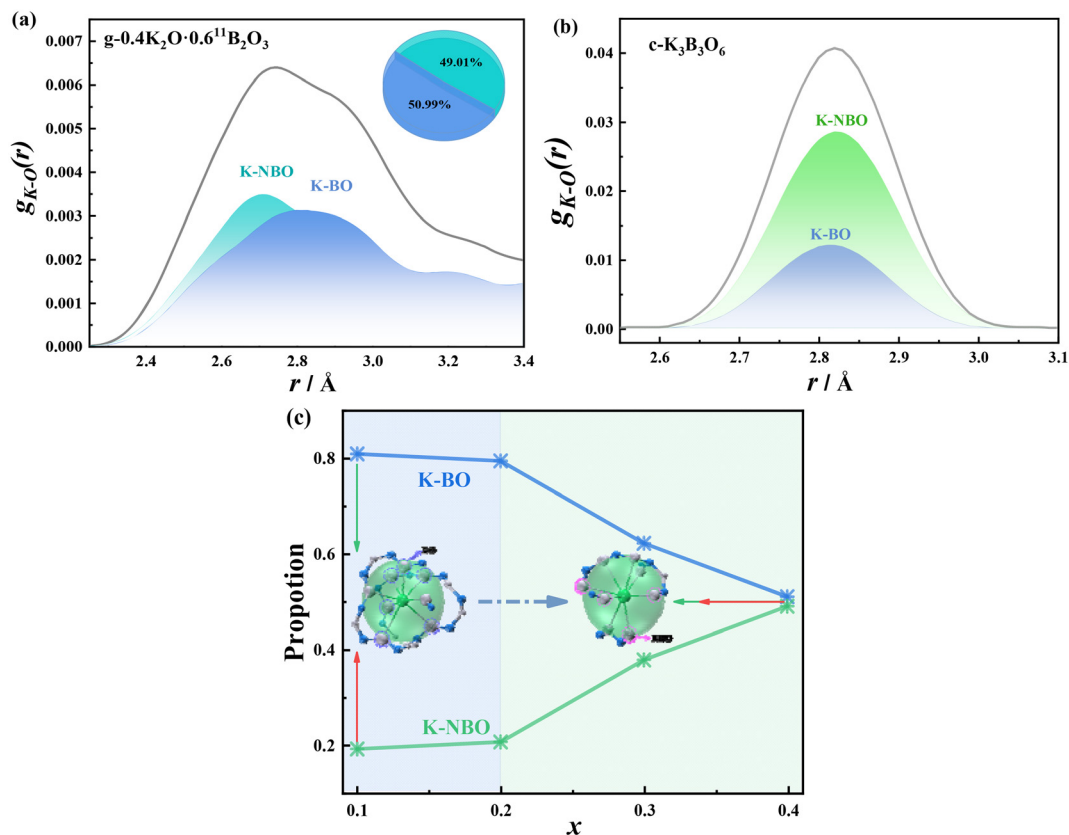 (a)
g-0.4K₂O·0.6¹¹B₂O₃
49.01%
50.99%
K-NBO
K-BO
g_K-O(r)
0.007
0.006
0.005
0.004
0.003
0.002
0.001
0.000
2.4 2.6 2.8 3.0 3.2 3.4
r / Å
(b)
c-K₃B₃O₆
K-NBO
K-BO
g_K-O(r)
0.04
0.03
0.02
0.01
0.00
2.6 2.7 2.8 2.9 3.0 3.1
r / Å
(c)
K-BO
K-NBO
Propotion
0.8
0.6
0.4
0.2
0.1 0.2 0.3 0.4
x